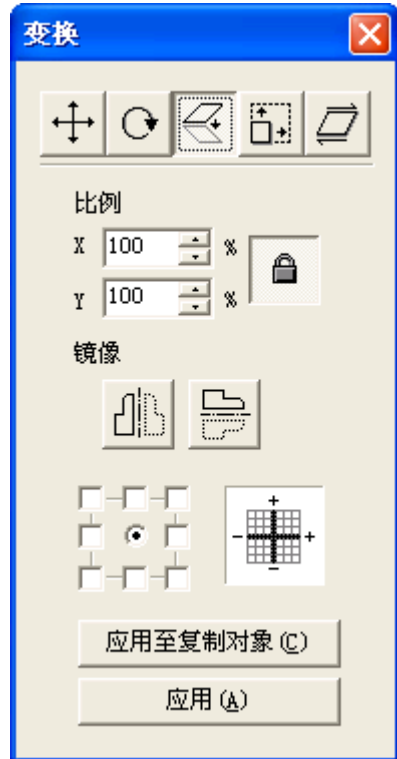 变换
比例
X 100 %
Y 100 %
镜像
+
- +
-
应用至复制对象(C)
应用(A)